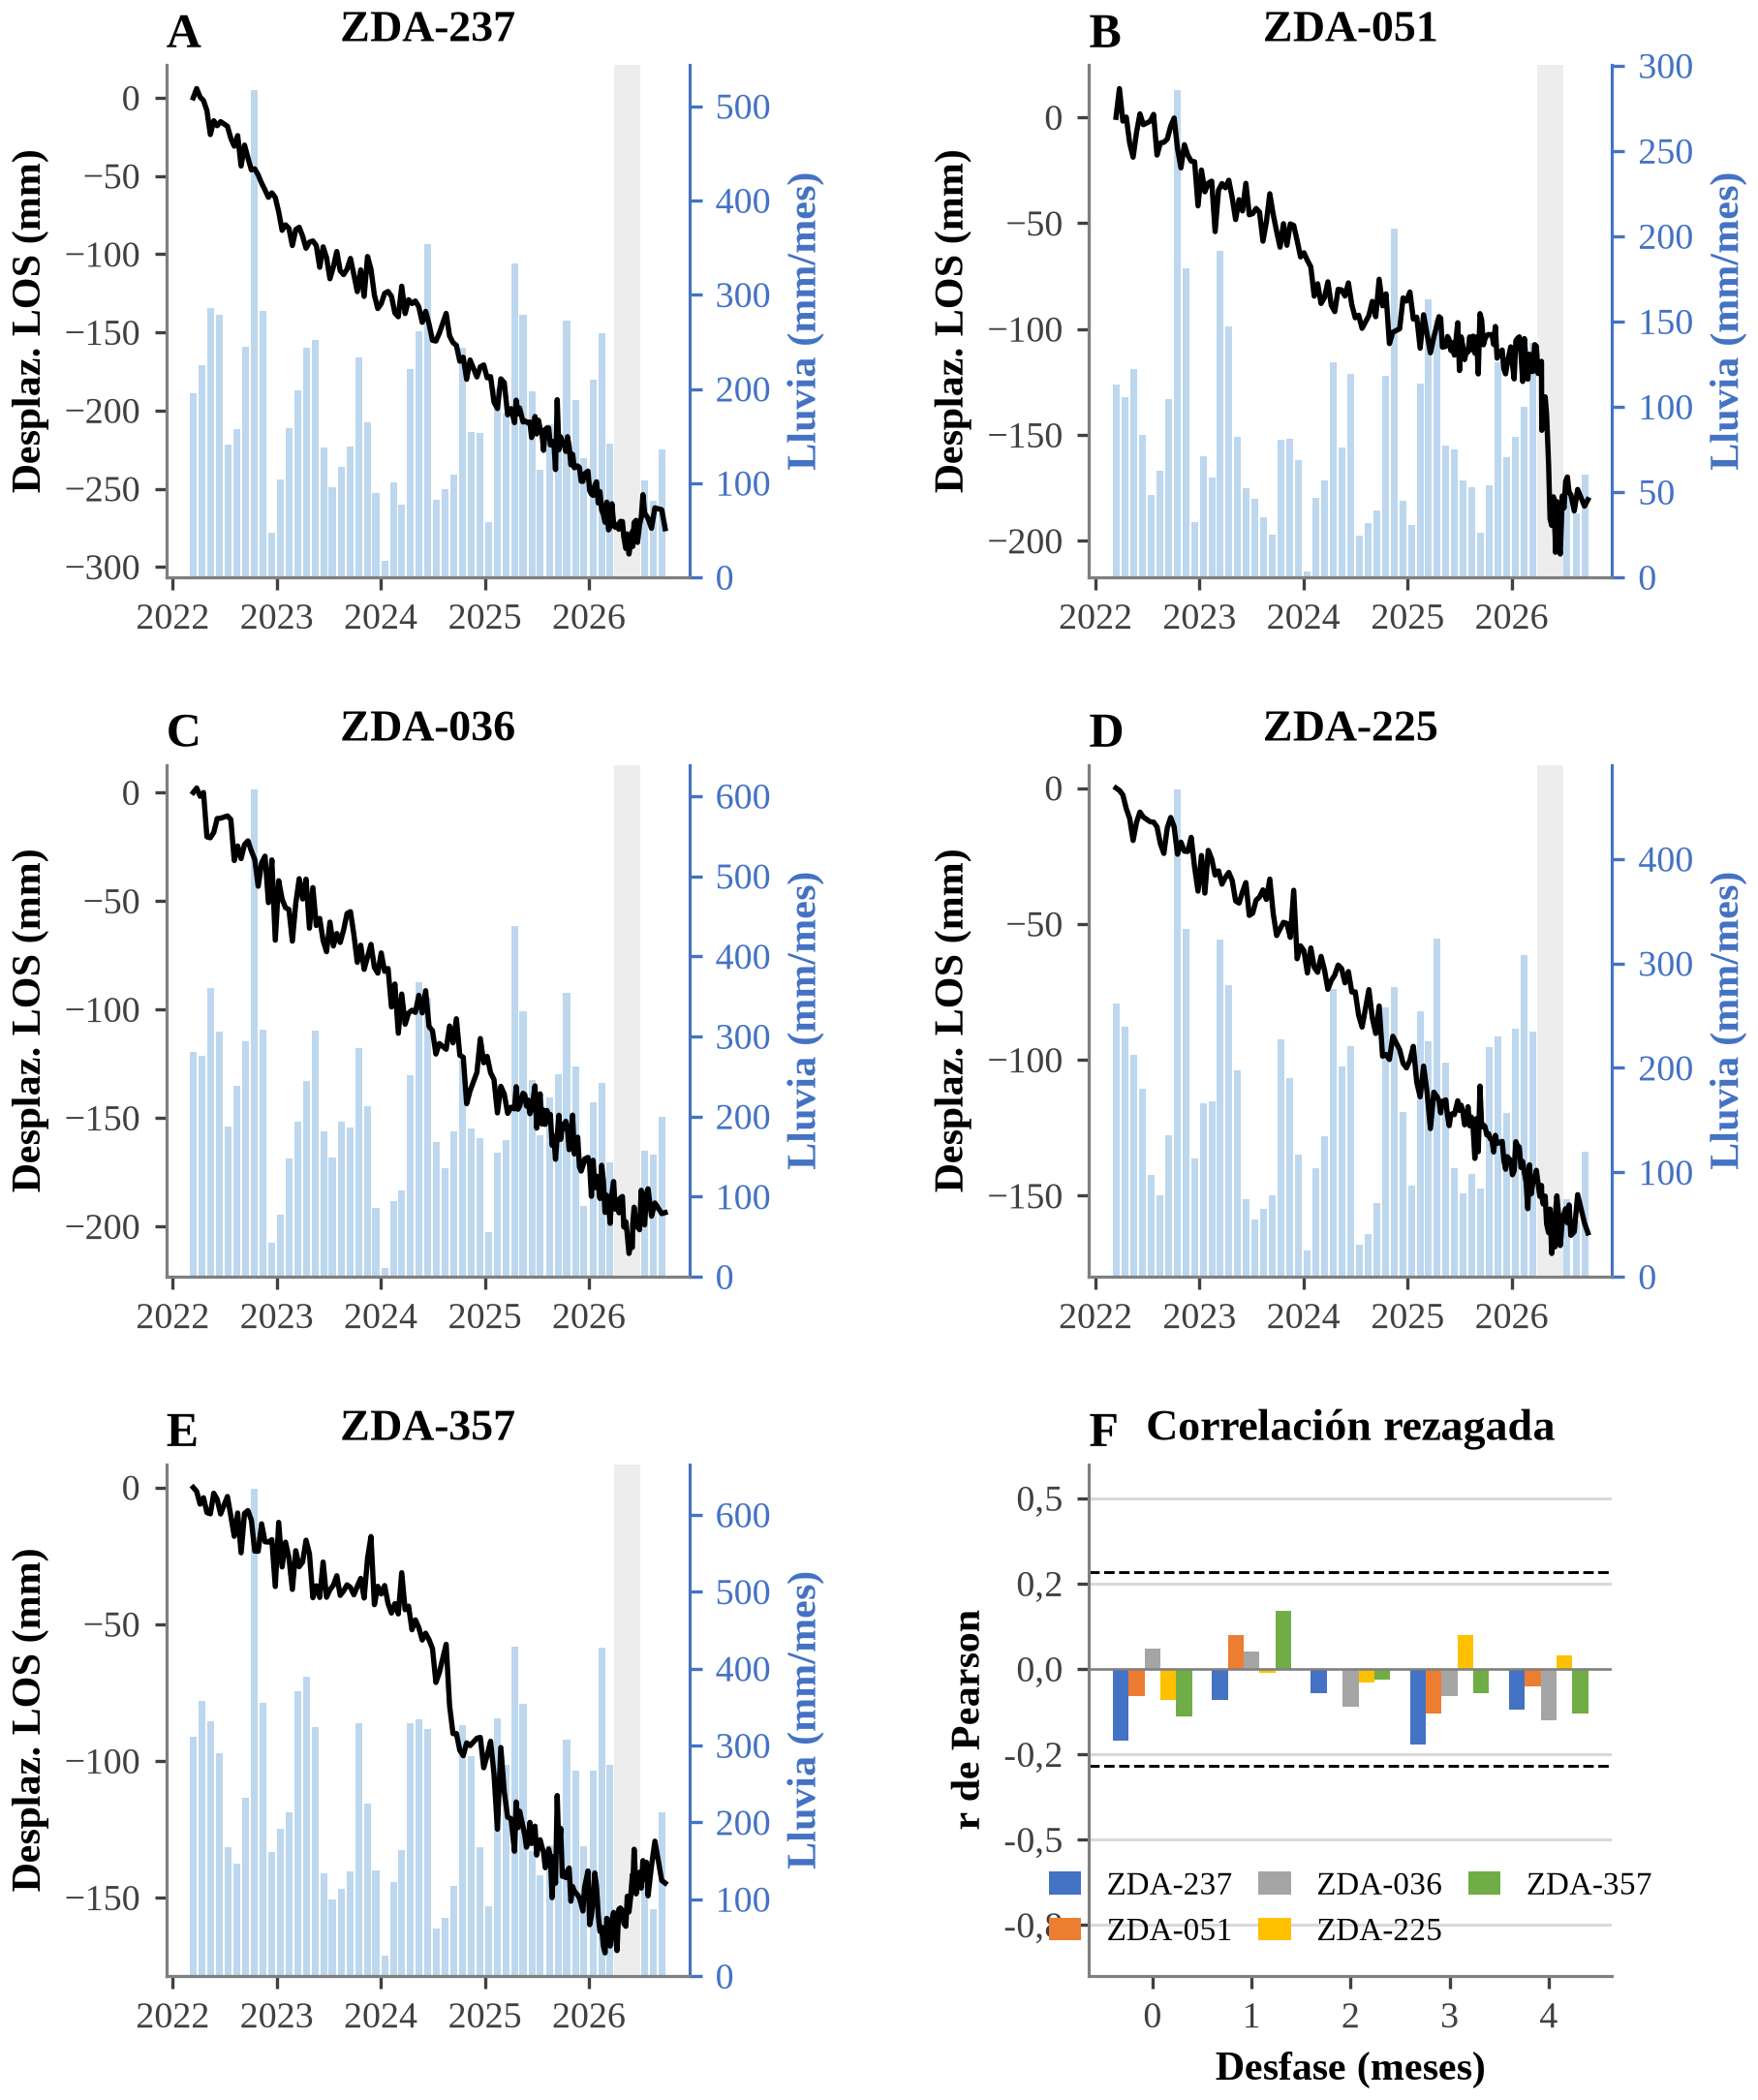 A ZDA-237
Desplaz. LOS (mm)
0
−50
−100
−150
−200
−250
−300
500
400
300
200
100
0
Lluvia (mm/mes)
2022 2023 2024 2025 2026
B ZDA-051
Desplaz. LOS (mm)
0
−50
−100
−150
−200
300
250
200
150
100
50
0
Lluvia (mm/mes)
2022 2023 2024 2025 2026
C ZDA-036
Desplaz. LOS (mm)
0
−50
−100
−150
−200
600
500
400
300
200
100
0
Lluvia (mm/mes)
2022 2023 2024 2025 2026
D ZDA-225
Desplaz. LOS (mm)
0
−50
−100
−150
400
300
200
100
0
Lluvia (mm/mes)
2022 2023 2024 2025 2026
E ZDA-357
Desplaz. LOS (mm)
0
−50
−100
−150
600
500
400
300
200
100
0
Lluvia (mm/mes)
2022 2023 2024 2025 2026
F Correlación rezagada
r de Pearson
0,5
0,2
0,0
-0,2
-0,5
ZDA-237 ZDA-036 ZDA-357
ZDA-051 ZDA-225
0 1 2 3 4
Desfase (meses)